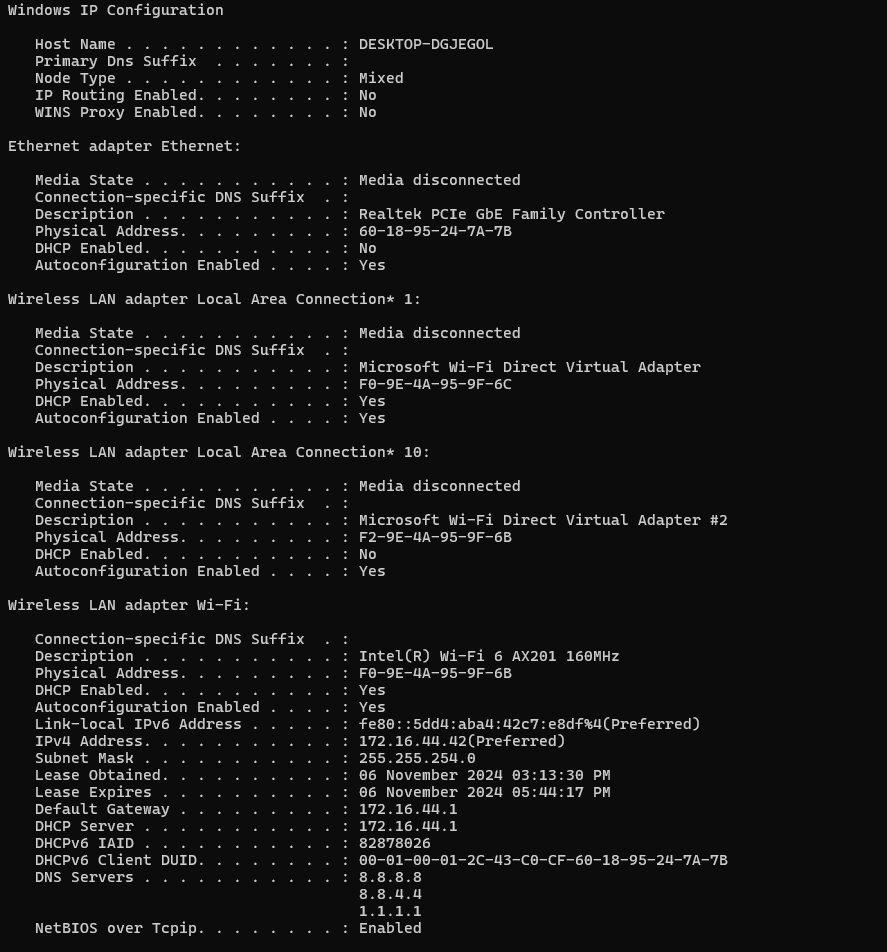 Windows IP Configuration
Host Name . . . . . . . . . . . . : DESKTOP-DGJEGOL
Primary Dns Suffix  . . . . . . . :
Node Type . . . . . . . . . . . . : Mixed
IP Routing Enabled. . . . . . . . : No
WINS Proxy Enabled. . . . . . . . : No
Ethernet adapter Ethernet:
Media State . . . . . . . . . . . : Media disconnected
Connection-specific DNS Suffix  . :
Description . . . . . . . . . . . : Realtek PCIe GbE Family Controller
Physical Address. . . . . . . . . : 60-18-95-24-7A-7B
DHCP Enabled. . . . . . . . . . . : No
Autoconfiguration Enabled . . . . : Yes
Wireless LAN adapter Local Area Connection* 1:
Media State . . . . . . . . . . . : Media disconnected
Connection-specific DNS Suffix  . :
Description . . . . . . . . . . . : Microsoft Wi-Fi Direct Virtual Adapter
Physical Address. . . . . . . . . : F0-9E-4A-95-9F-6C
DHCP Enabled. . . . . . . . . . . : Yes
Autoconfiguration Enabled . . . . : Yes
Wireless LAN adapter Local Area Connection* 10:
Media State . . . . . . . . . . . : Media disconnected
Connection-specific DNS Suffix  . :
Description . . . . . . . . . . . : Microsoft Wi-Fi Direct Virtual Adapter #2
Physical Address. . . . . . . . . : F2-9E-4A-95-9F-6B
DHCP Enabled. . . . . . . . . . . : No
Autoconfiguration Enabled . . . . : Yes
Wireless LAN adapter Wi-Fi:
Connection-specific DNS Suffix  . :
Description . . . . . . . . . . . : Intel(R) Wi-Fi 6 AX201 160MHz
Physical Address. . . . . . . . . : F0-9E-4A-95-9F-6B
DHCP Enabled. . . . . . . . . . . : Yes
Autoconfiguration Enabled . . . . : Yes
Link-local IPv6 Address . . . . . : fe80::5dd4:aba4:42c7:e8df%4(Preferred)
IPv4 Address. . . . . . . . . . . : 172.16.44.42(Preferred)
Subnet Mask . . . . . . . . . . . : 255.255.254.0
Lease Obtained. . . . . . . . . . : 06 November 2024 03:13:30 PM
Lease Expires . . . . . . . . . . : 06 November 2024 05:44:17 PM
Default Gateway . . . . . . . . . : 172.16.44.1
DHCP Server . . . . . . . . . . . : 172.16.44.1
DHCPv6 IAID . . . . . . . . . . . : 82878026
DHCPv6 Client DUID. . . . . . . . : 00-01-00-01-2C-43-C0-CF-60-18-95-24-7A-7B
DNS Servers . . . . . . . . . . . : 8.8.8.8
8.8.4.4
1.1.1.1
NetBIOS over Tcpip. . . . . . . . : Enabled